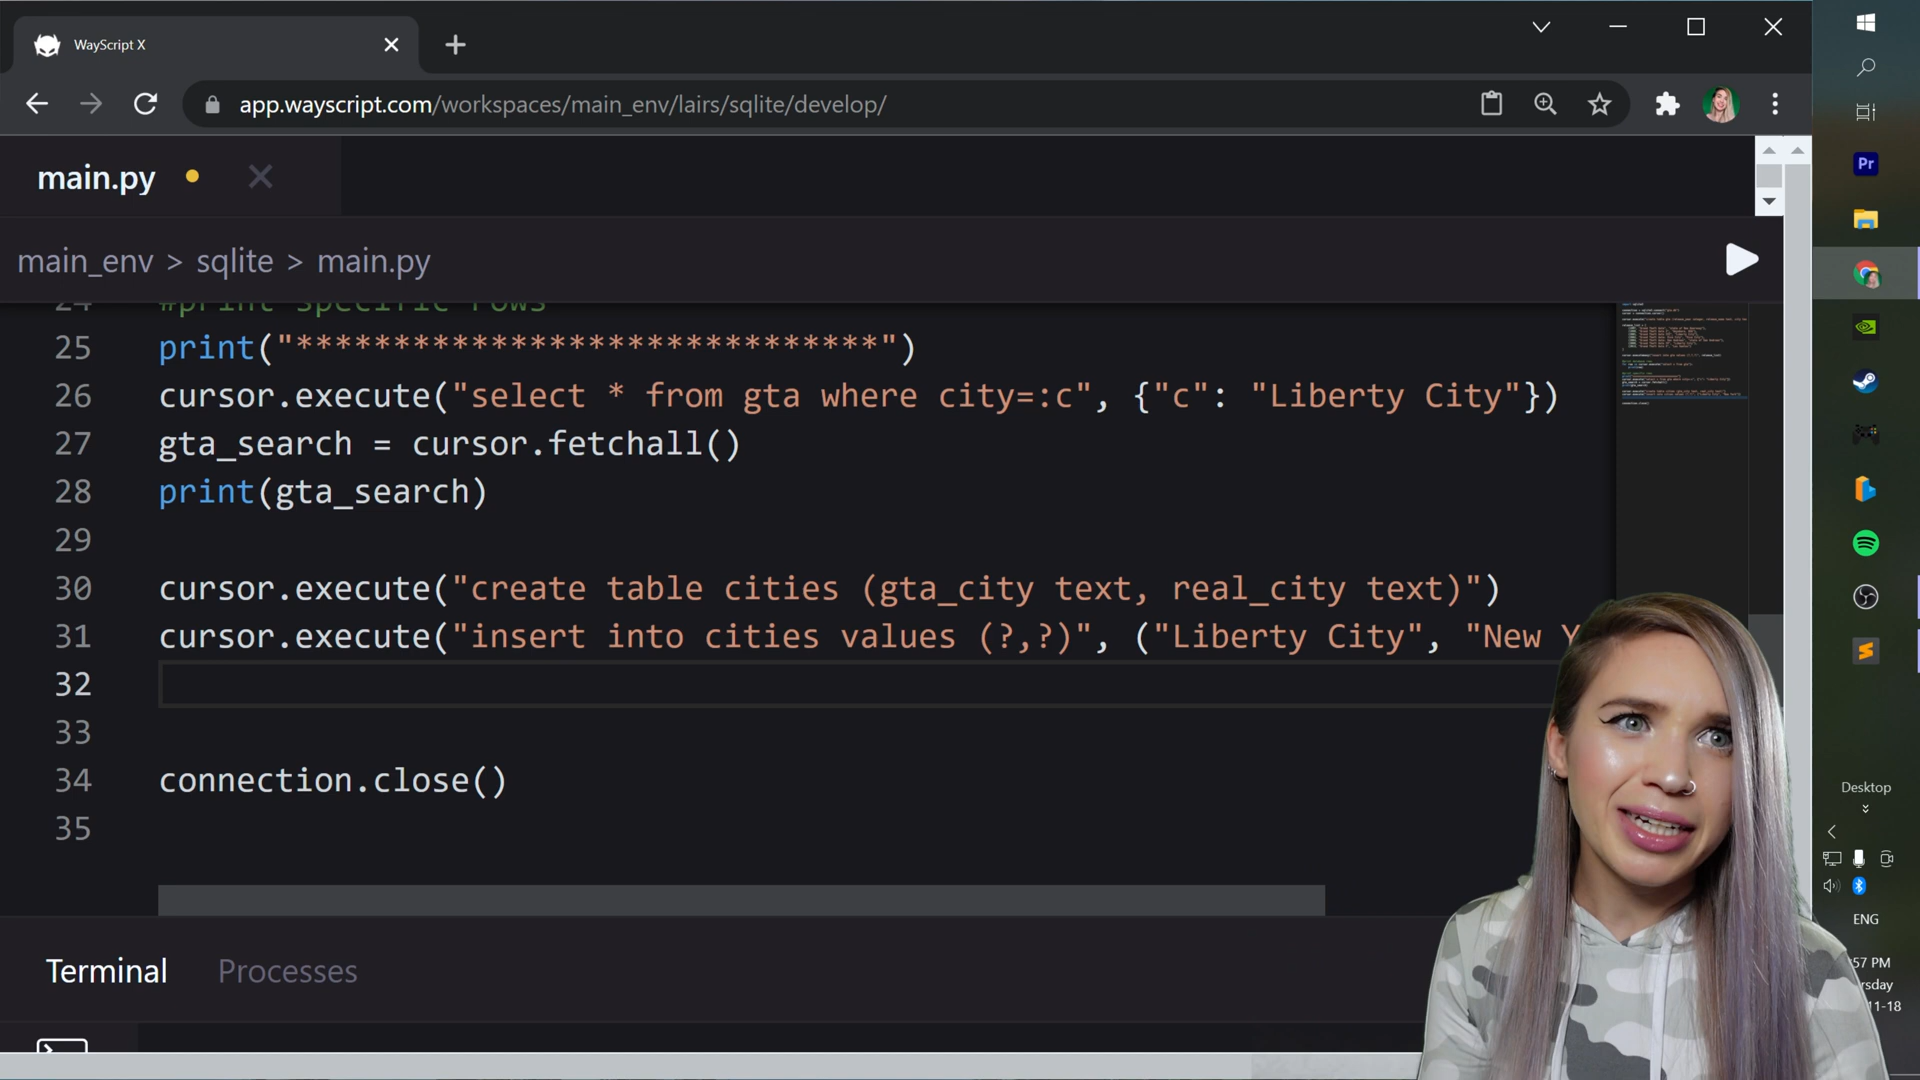 WayScript X
app.wayscript.com/workspaces/main_env/lairs/sqlite/develop/
main.py
main_env > sqlite > main.py
24 #print specific rows
25 print("******************************")
26 cursor.execute("select * from gta where city=:c", {"c": "Liberty City"})
27 gta_search = cursor.fetchall()
28 print(gta_search)
29
30 cursor.execute("create table cities (gta_city text, real_city text)")
31 cursor.execute("insert into cities values (?,?)", ("Liberty City", "New Y
32
33
34 connection.close()
35
Terminal Processes
Pr
Desktop
ENG
57 PM
rsday
11-18